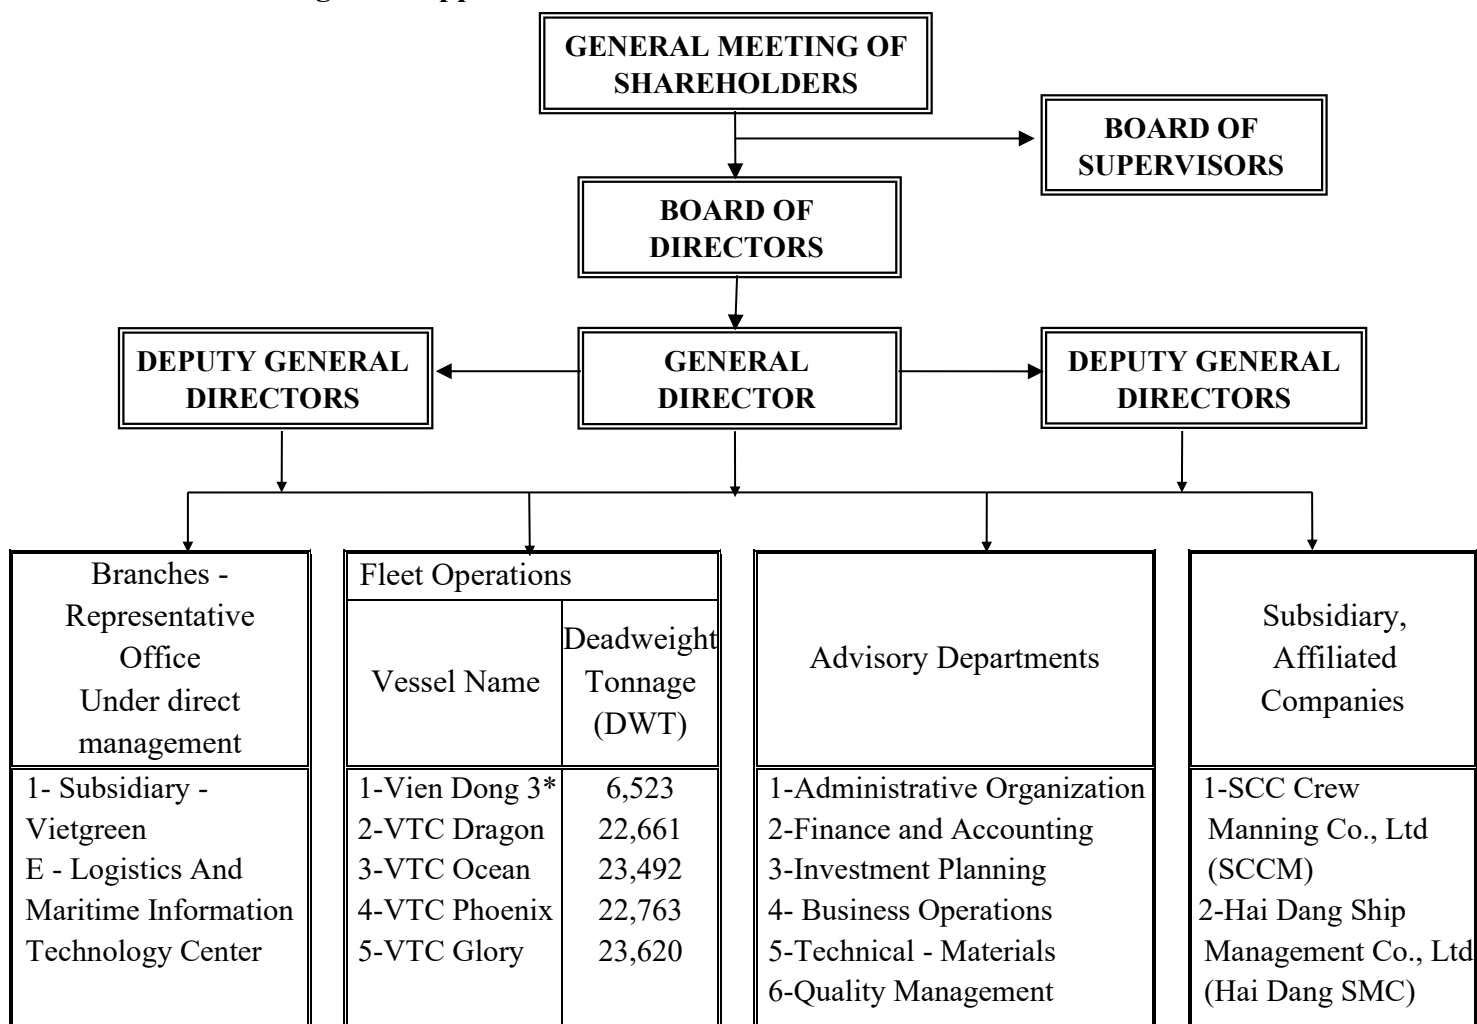 GENERAL MEETING OF
SHAREHOLDERS
BOARD OF
SUPERVISORS
BOARD OF
DIRECTORS
DEPUTY GENERAL
DIRECTORS
GENERAL
DIRECTOR
DEPUTY GENERAL
DIRECTORS
Branches -
Representative
Office
Under direct
management
1- Subsidiary -
Vietgreen
E - Logistics And
Maritime Information
Technology Center
Fleet Operations
Vessel Name
Deadweight
Tonnage
(DWT)
1-Vien Dong 3* 6,523
2-VTC Dragon 22,661
3-VTC Ocean 23,492
4-VTC Phoenix 22,763
5-VTC Glory 23,620
Advisory Departments
1-Administrative Organization
2-Finance and Accounting
3-Investment Planning
4- Business Operations
5-Technical - Materials
6-Quality Management
Subsidiary,
Affiliated
Companies
1-SCC Crew
Manning Co., Ltd
(SCCM)
2-Hai Dang Ship
Management Co., Ltd
(Hai Dang SMC)